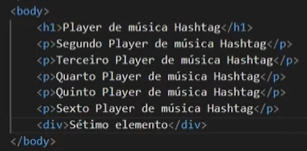 <body>
<h1>Player de música Hashtag</h1>
<p>Segundo Player de música Hashtag</p>
<p>Terceiro Player de música Hashtag</p>
<p>Quarto Player de música Hashtag</p>
<p>Quinto Player de música Hashtag</p>
<p>Sexto Player de música Hashtag</p>
<div>Sétimo elemento</div>
</body>